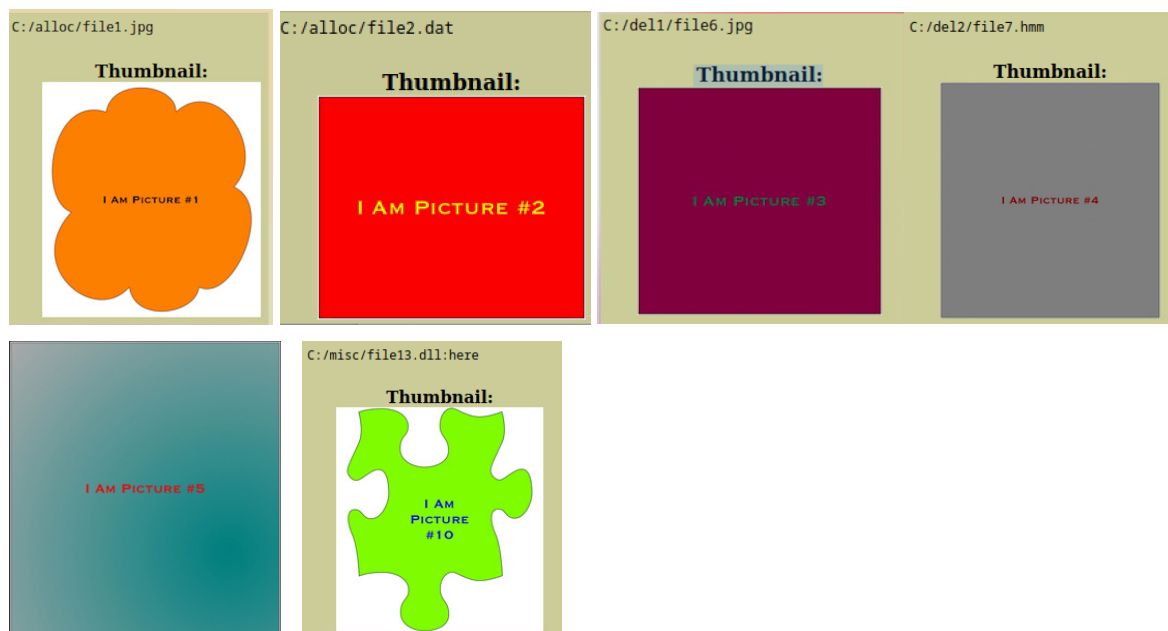 C:/alloc/file1.jpg
Thumbnail:
I Am Picture #1
C:/alloc/file2.dat
Thumbnail:
I Am Picture #2
C:/del1/file6.jpg
Thumbnail:
I Am Picture #3
C:/del2/file7.hmm
Thumbnail:
I Am Picture #4
I Am Picture #5
C:/misc/file13.dll:here
Thumbnail:
I Am
Picture
#10